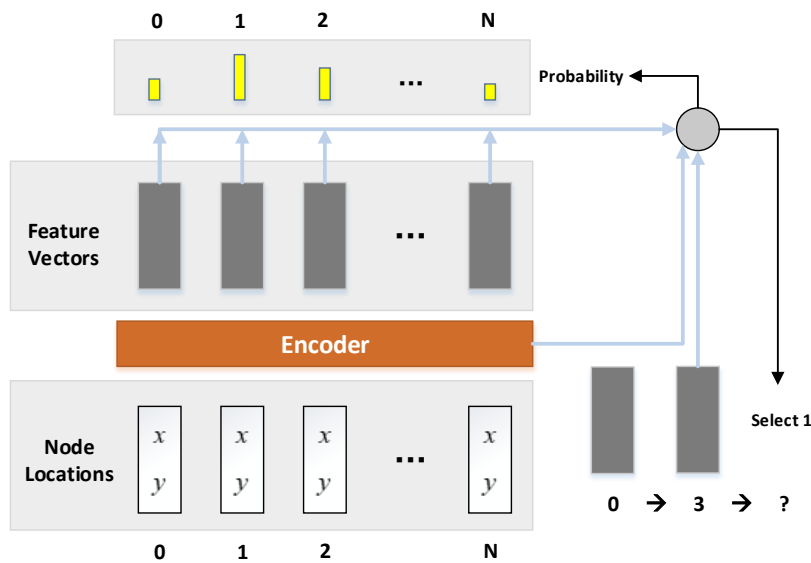 0 1 2 N
... Probability
Feature
Vectors
...
Encoder
Node
Locations
x x x ... x
y y y y
Select 1
0 → 3 → ?
0 1 2 N